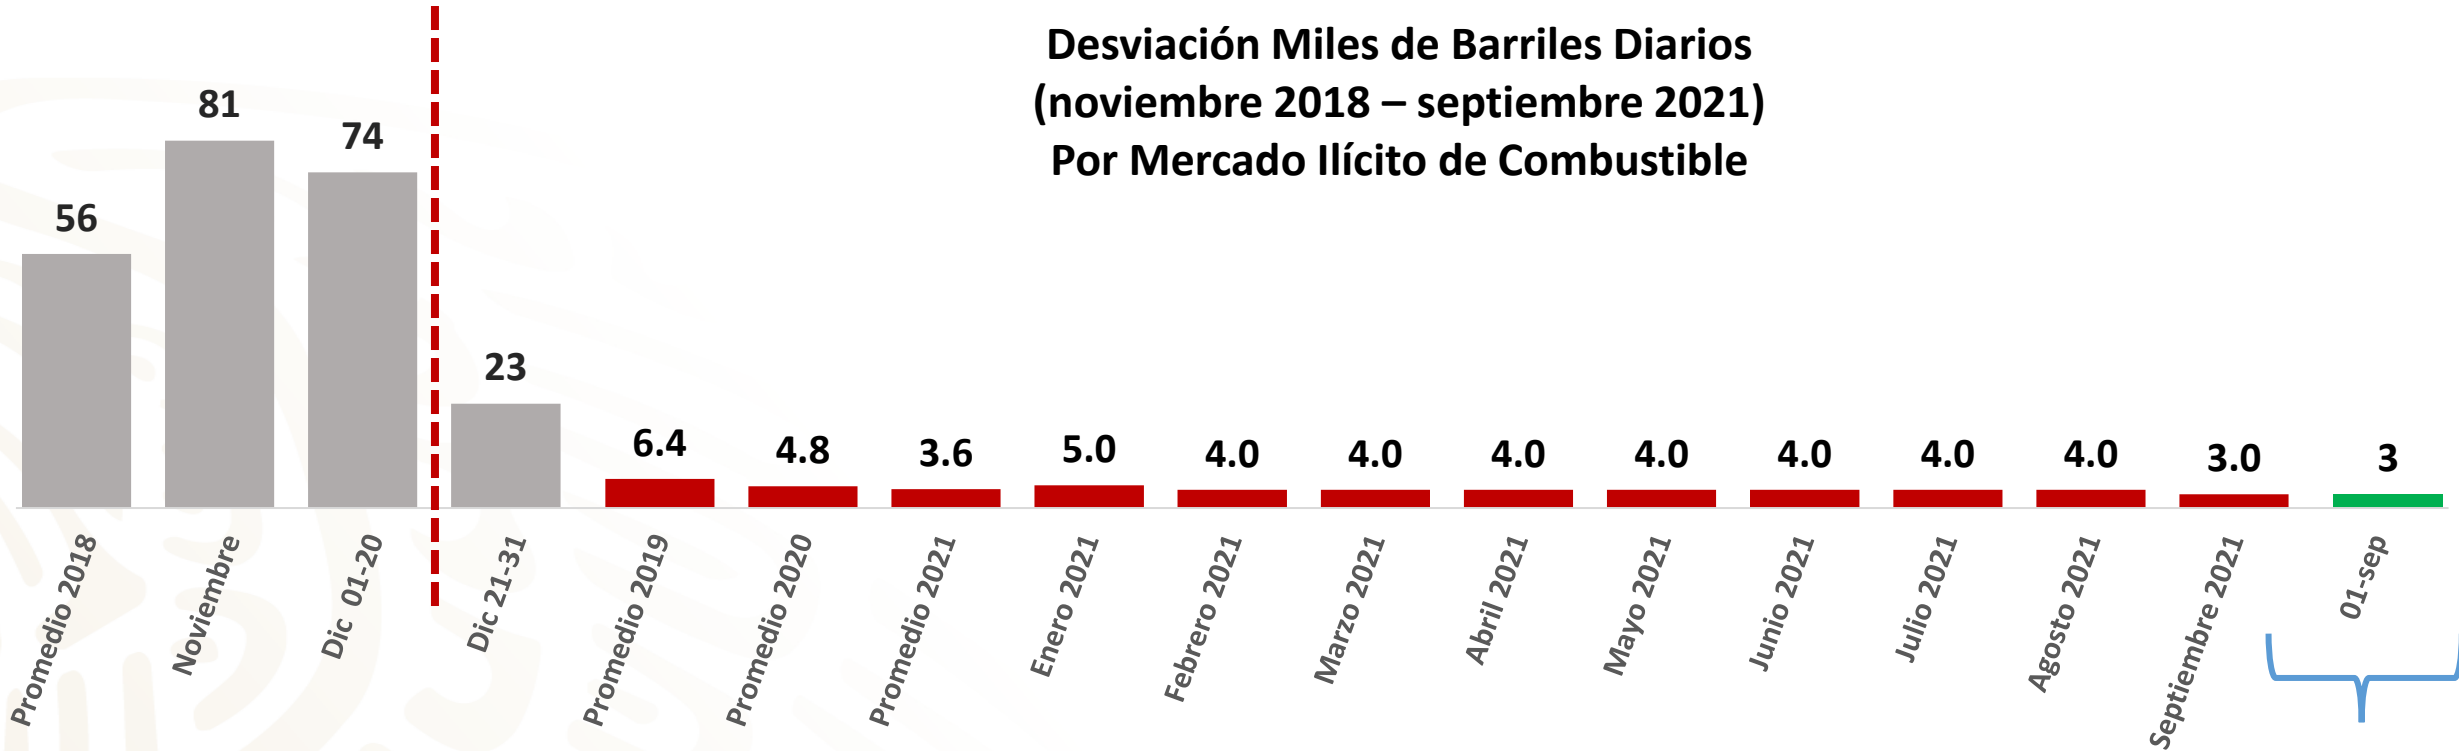 Desviación Miles de Barriles Diarios
(noviembre 2018 – septiembre 2021)
Por Mercado Ilícito de Combustible
56
81
74
23
6.4
4.8
3.6
5.0
4.0
4.0
4.0
4.0
4.0
4.0
4.0
3.0
3
Promedio 2018
Noviembre
Dic 01-20
Dic 21-31
Promedio 2019
Promedio 2020
Promedio 2021
Enero 2021
Febrero 2021
Marzo 2021
Abril 2021
Mayo 2021
Junio 2021
Julio 2021
Agosto 2021
Septiembre 2021
01-sep